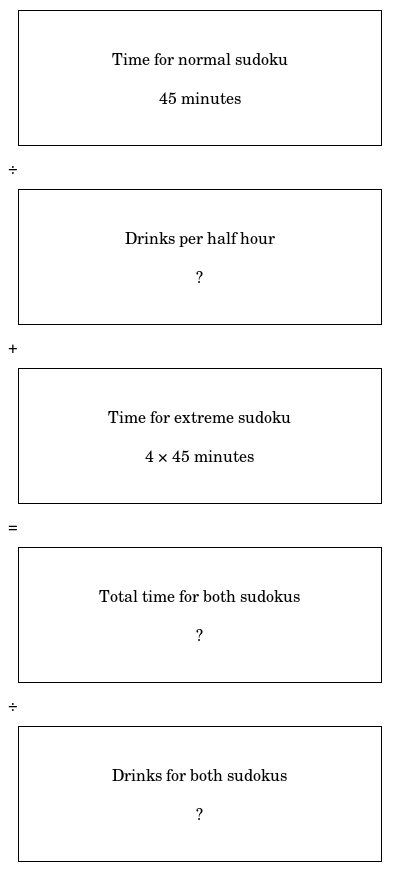 Time for normal sudoku
45 minutes
÷
Drinks per half hour
?
+
Time for extreme sudoku
4 × 45 minutes
=
Total time for both sudokus
?
÷
Drinks for both sudokus
?